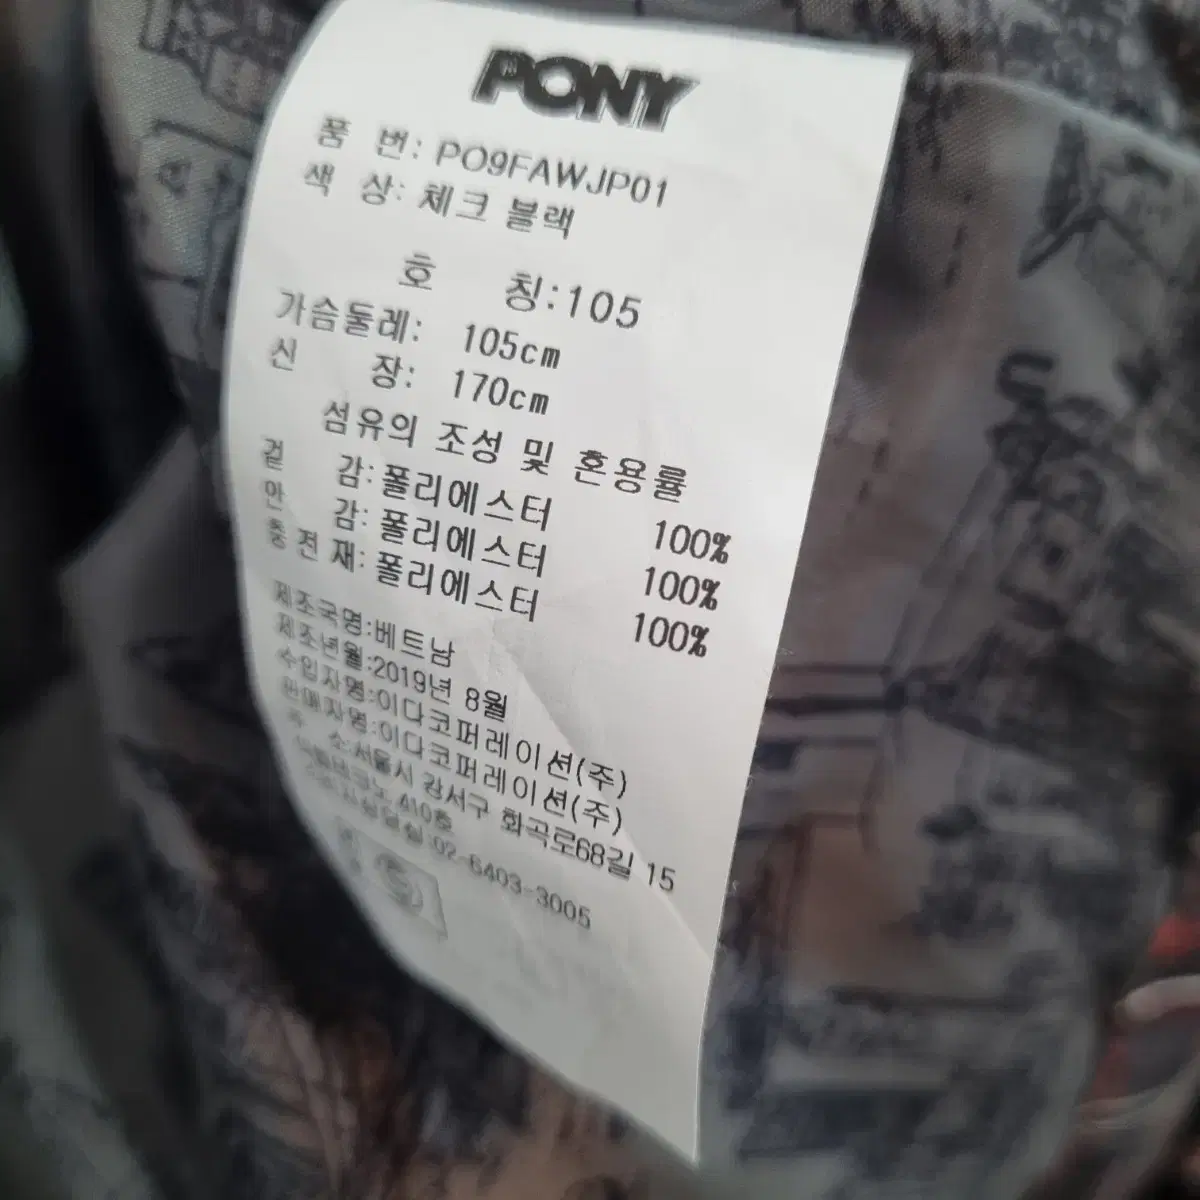 PONY
품 번: PO9FAWJP01
색 상: 체크 블랙
호 칭:105
가슴둘레: 105cm
신 장: 170cm
섬유의 조성 및 혼용률
겉 감: 폴리에스터 100%
안 감: 폴리에스터 100%
충 전 재: 폴리에스터 100%
제조국명:베트남
제조년월:2019년 8월
수입자명:이다코퍼레이션(주)
판매자명:이다코퍼레이션(주)
소:서울시 강서구 화곡로68길 15
A10호
02-6403-3005